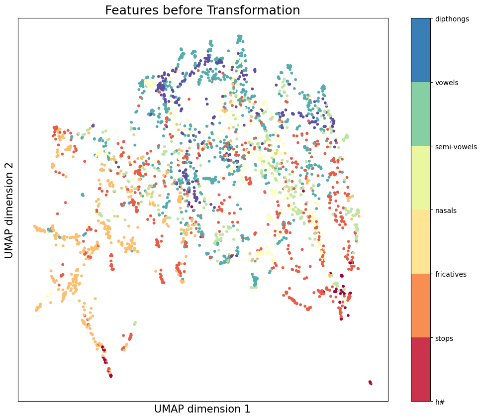 Features before Transformation
UMAP dimension 2
UMAP dimension 1
dipthongs
vowels
semi-vowels
nasals
fricatives
stops
h#